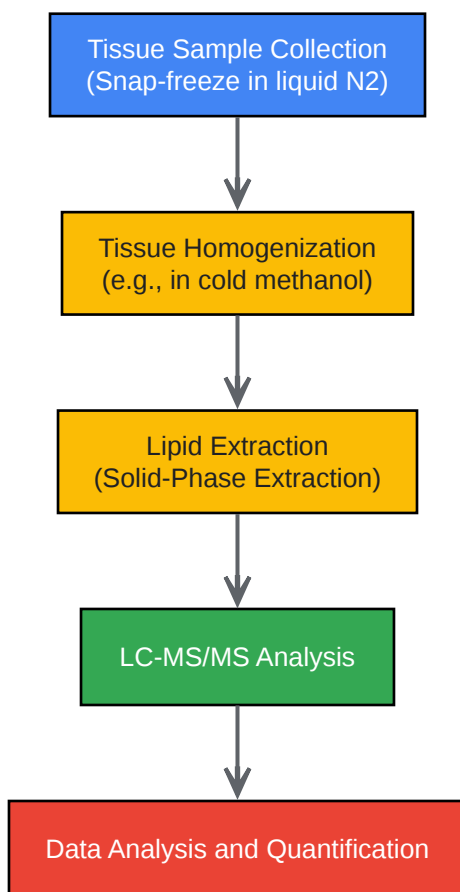 Tissue Sample Collection
(Snap-freeze in liquid N2)
Tissue Homogenization
(e.g., in cold methanol)
Lipid Extraction
(Solid-Phase Extraction)
LC-MS/MS Analysis
Data Analysis and Quantification